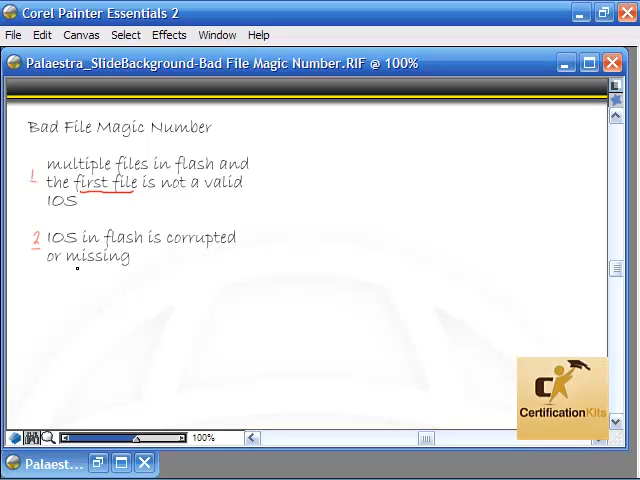 Corel Painter Essentials 2
File Edit Canvas Select Effects Window Help
Palaestra_SlideBackground-Bad File Magic Number.RIF @ 100%
Bad File Magic Number
1 multiple files in flash and
the first file is not a valid
IOS
2 IOS in flash is corrupted
or missing
CK
CertificationKits
100%
Palaest...